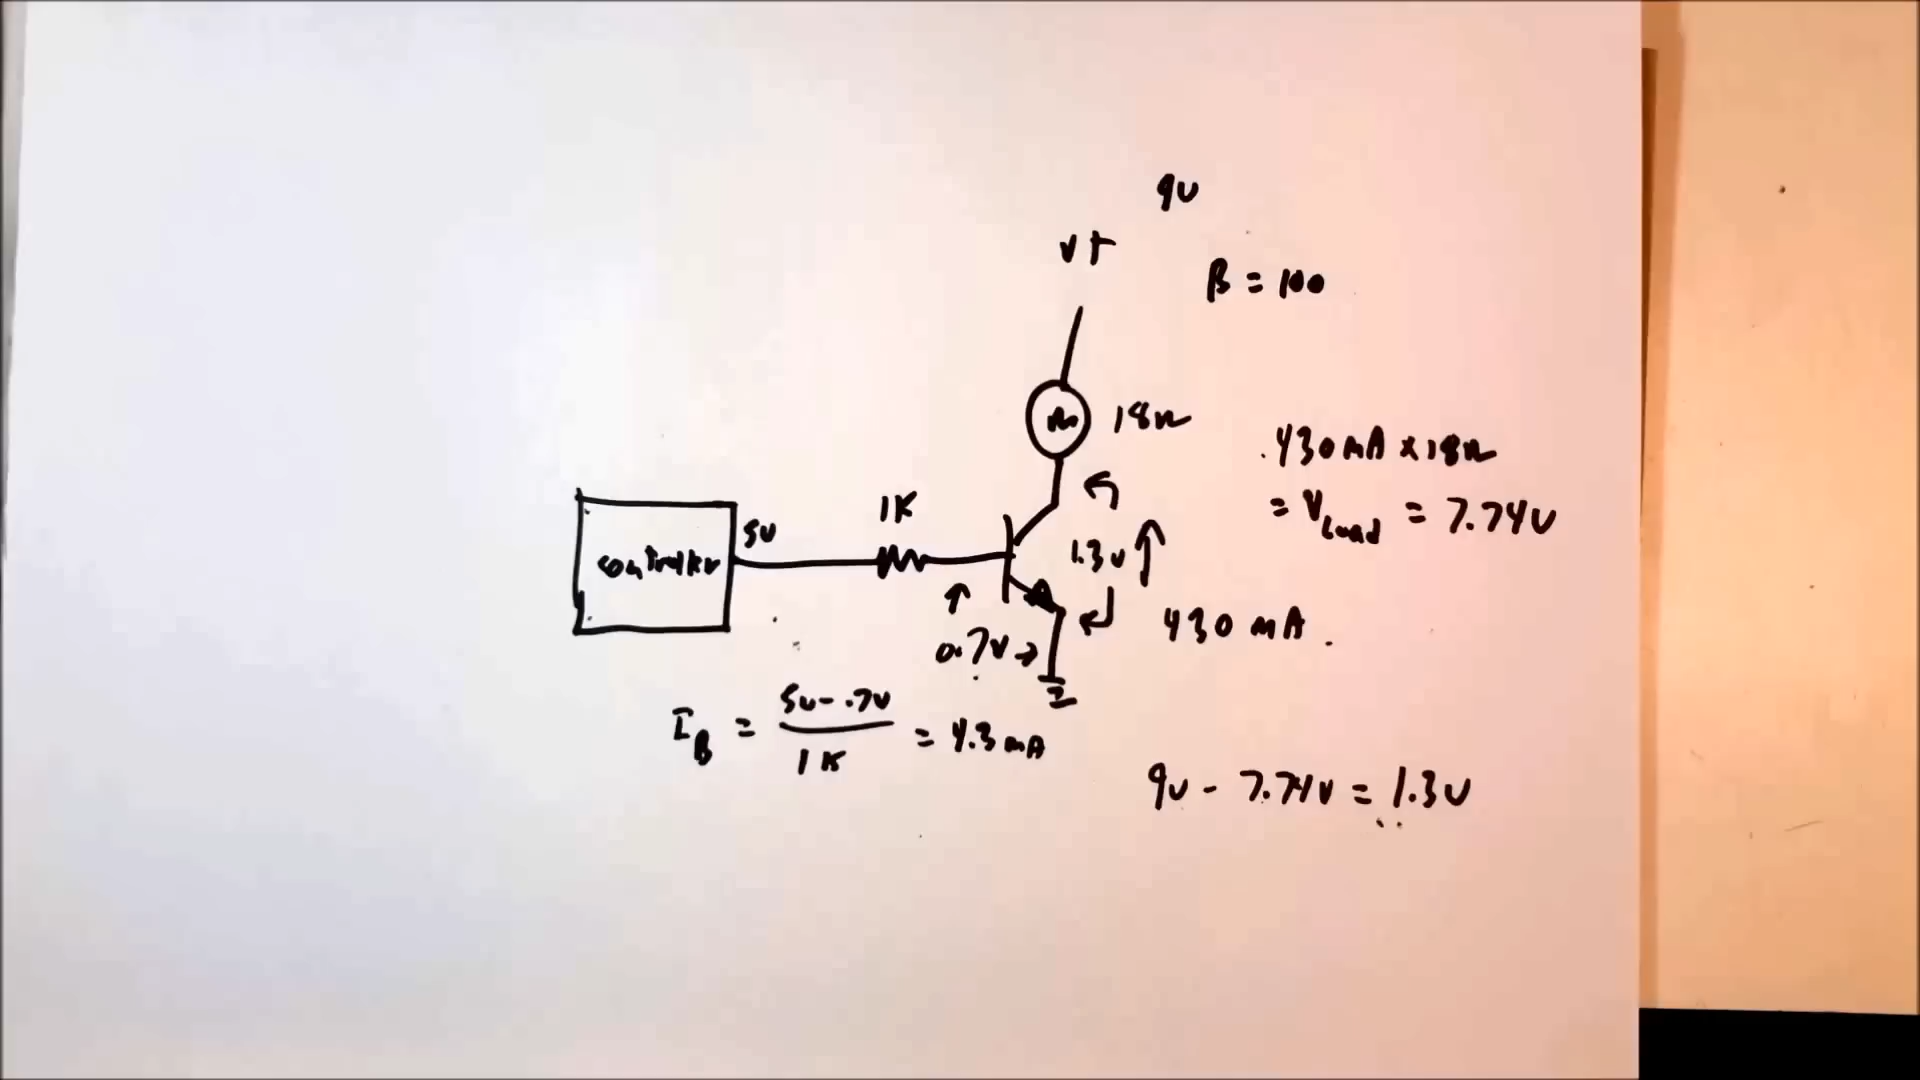 9V
V+
β = 100
M
18Ω
.430mA x 18Ω
= VLoad = 7.74V
1K
5V
controller
1.3V
0.7V
430 mA.
IB = 5V-.7V / 1K = 4.3mA
9V - 7.74V = 1.3V